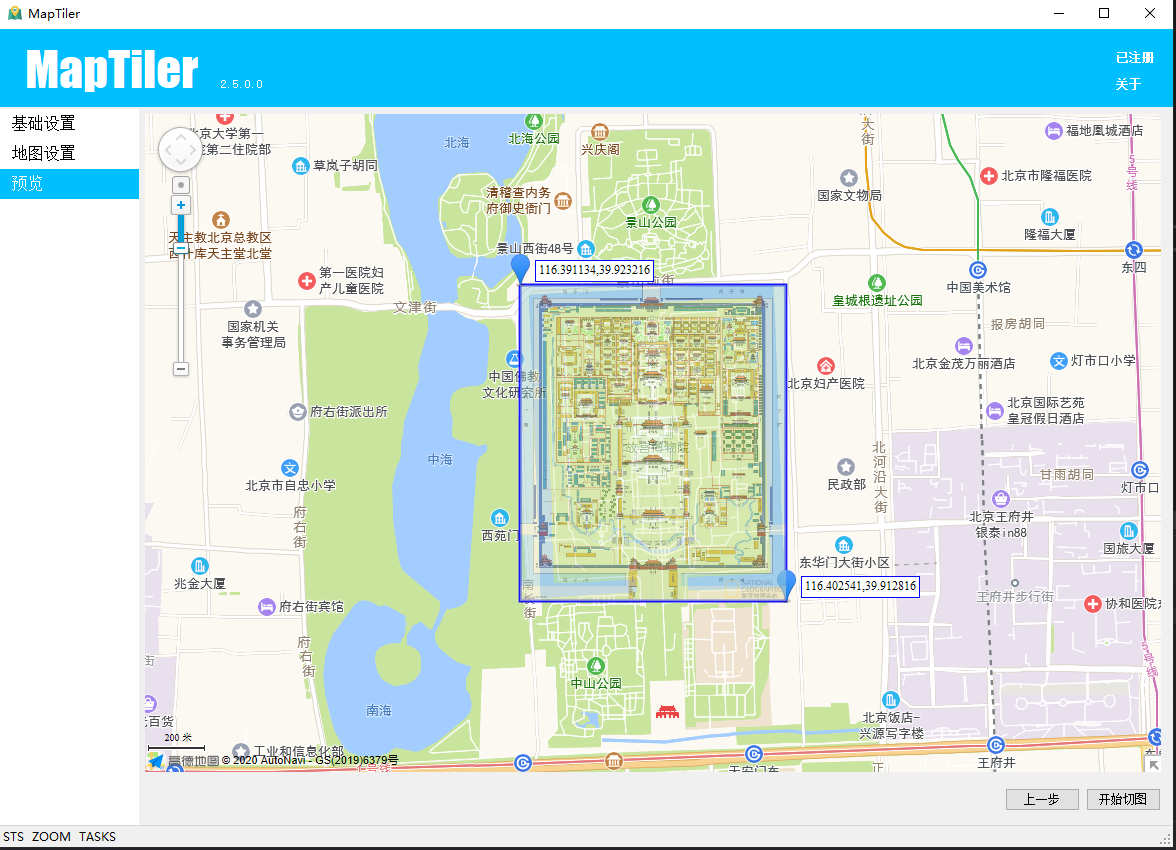 MapTiler
MapTiler
2.5.0.0
已注册
关于
基础设置
地图设置
预览
北海
北海公园
兴庆阁
大
街
福地凰城酒店
5号线
北京大学第一
第二住院部
草岚子胡同
清稽查内务
府御史衙门
景山公园
国家文物局
北京市隆福医院
隆福大厦
天主教北京总教区
西什库天主堂北堂
景山西街48号
116.391134,39.923216
东四
中国美术馆
第一医院妇
产儿童医院
文津街
皇城根遗址公园
国家机关
事务管理局
报房胡同
中国佛教
文化研究所
北京金茂万丽酒店
灯市口小学
北京妇产医院
府右街派出所
北京国际艺苑
皇冠假日酒店
中海
故宫博物院
北河沿大街
甘雨胡同
北京市自忠小学
民政部
灯市口
府右街
西苑门
北京王府井
银泰in88
东华门大街小区
国旅大厦
兆金大厦
116.402541,39.912816
南长街
NATIONAL
GEOGRAPHIC
王府井步行街
府右街宾馆
协和医院
府右街
街
5号线
中山公园
南海
百货
北京饭店-
兴源写字楼
200 米
工业和信息化部
高德地图 © 2020 AutoNavi - GS(2019)6379号
1号线
天安门东
正
王府井
上一步
开始切图
STS ZOOM TASKS